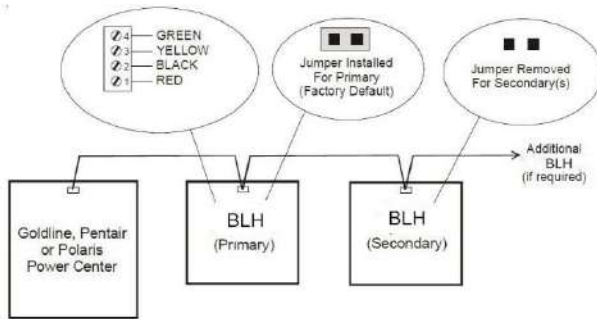 4 GREEN
3 YELLOW
2 BLACK
1 RED
Jumper Installed
For Primary
(Factory Default)
Jumper Removed
For Secondary(s)
Additional
BLH
(if required)
Goldline, Pentair
or Polaris
Power Center
BLH
(Primary)
BLH
(Secondary)